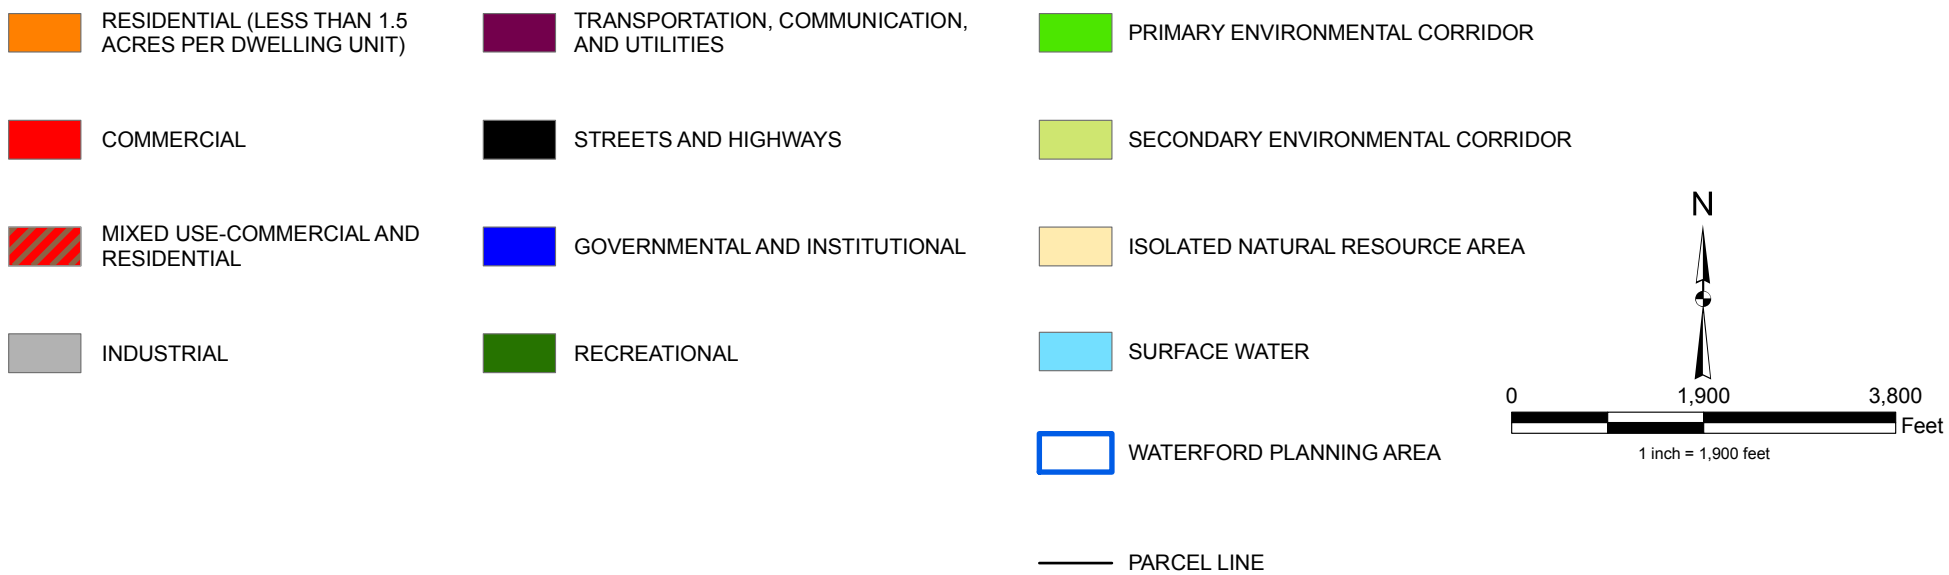 RESIDENTIAL (LESS THAN 1.5
ACRES PER DWELLING UNIT)
COMMERCIAL
MIXED USE-COMMERCIAL AND
RESIDENTIAL
INDUSTRIAL
TRANSPORTATION, COMMUNICATION,
AND UTILITIES
STREETS AND HIGHWAYS
GOVERNMENTAL AND INSTITUTIONAL
RECREATIONAL
PRIMARY ENVIRONMENTAL CORRIDOR
SECONDARY ENVIRONMENTAL CORRIDOR
ISOLATED NATURAL RESOURCE AREA
SURFACE WATER
WATERFORD PLANNING AREA
PARCEL LINE
N
0 1,900 3,800
Feet
1 inch = 1,900 feet